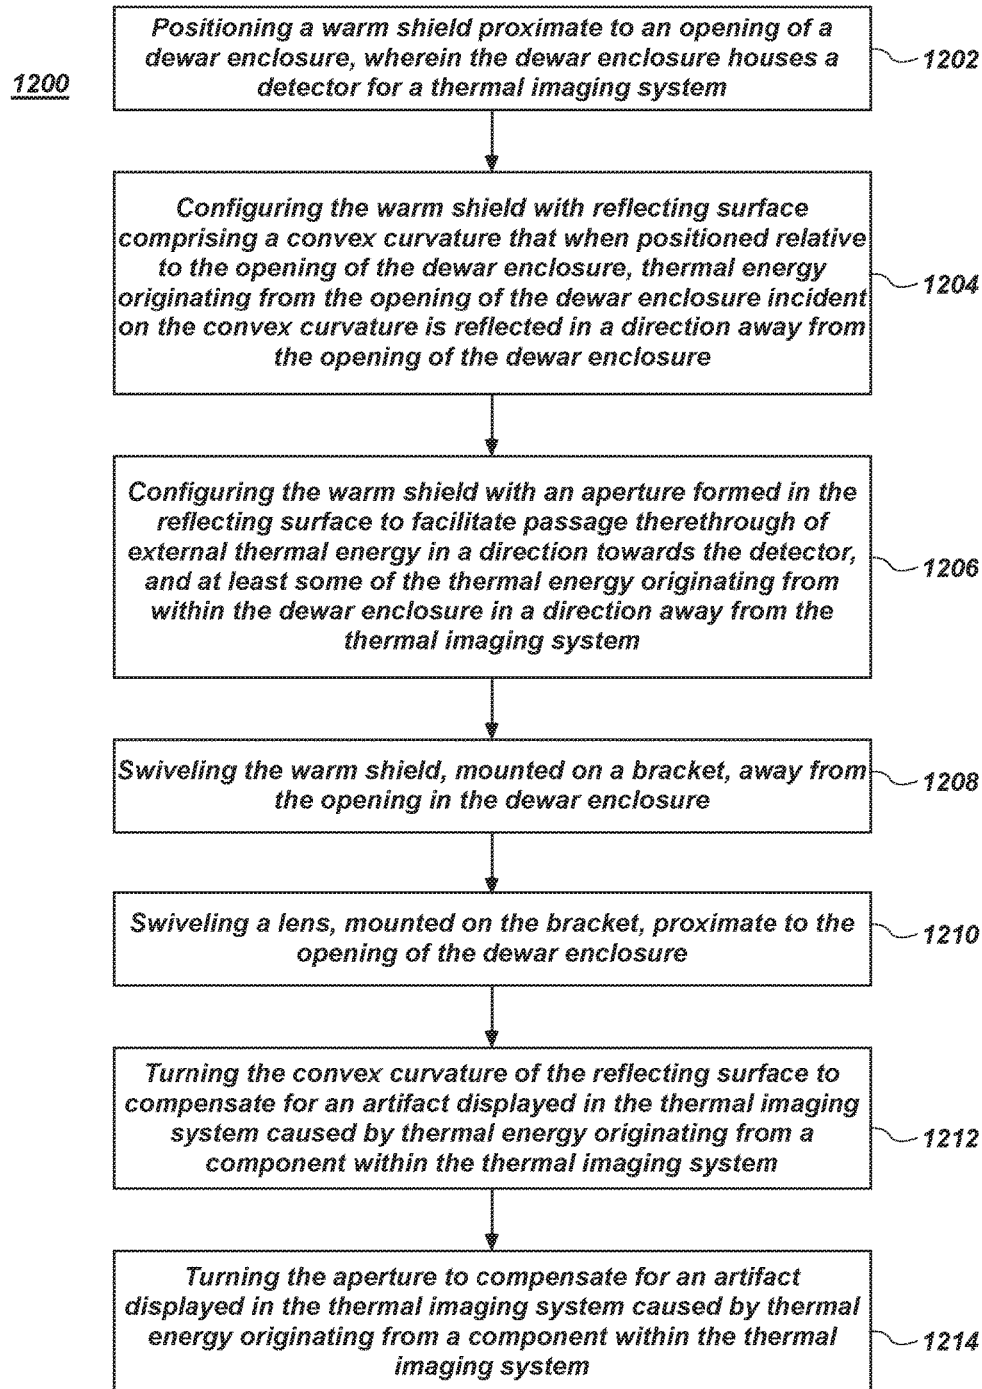 1200
Positioning a warm shield proximate to an opening of a
dewar enclosure, wherein the dewar enclosure houses a
detector for a thermal imaging system
1202
Configuring the warm shield with reflecting surface
comprising a convex curvature that when positioned relative
to the opening of the dewar enclosure, thermal energy
originating from the opening of the dewar enclosure incident
on the convex curvature is reflected in a direction away from
the opening of the dewar enclosure
1204
Configuring the warm shield with an aperture formed in the
reflecting surface to facilitate passage therethrough of
external thermal energy in a direction towards the detector,
and at least some of the thermal energy originating from
within the dewar enclosure in a direction away from the
thermal imaging system
1206
Swiveling the warm shield, mounted on a bracket, away from
the opening in the dewar enclosure
1208
Swiveling a lens, mounted on the bracket, proximate to the
opening of the dewar enclosure
1210
Turning the convex curvature of the reflecting surface to
compensate for an artifact displayed in the thermal imaging
system caused by thermal energy originating from a
component within the thermal imaging system
1212
Turning the aperture to compensate for an artifact
displayed in the thermal imaging system caused by thermal
energy originating from a component within the thermal
imaging system
1214